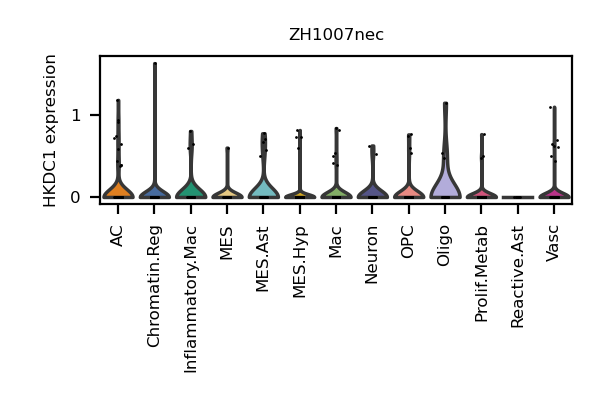 ZH1007nec
HKDC1 expression
1
0
AC
Chromatin.Reg
Inflammatory.Mac
MES
MES.Ast
MES.Hyp
Mac
Neuron
OPC
Oligo
Prolif.Metab
Reactive.Ast
Vasc